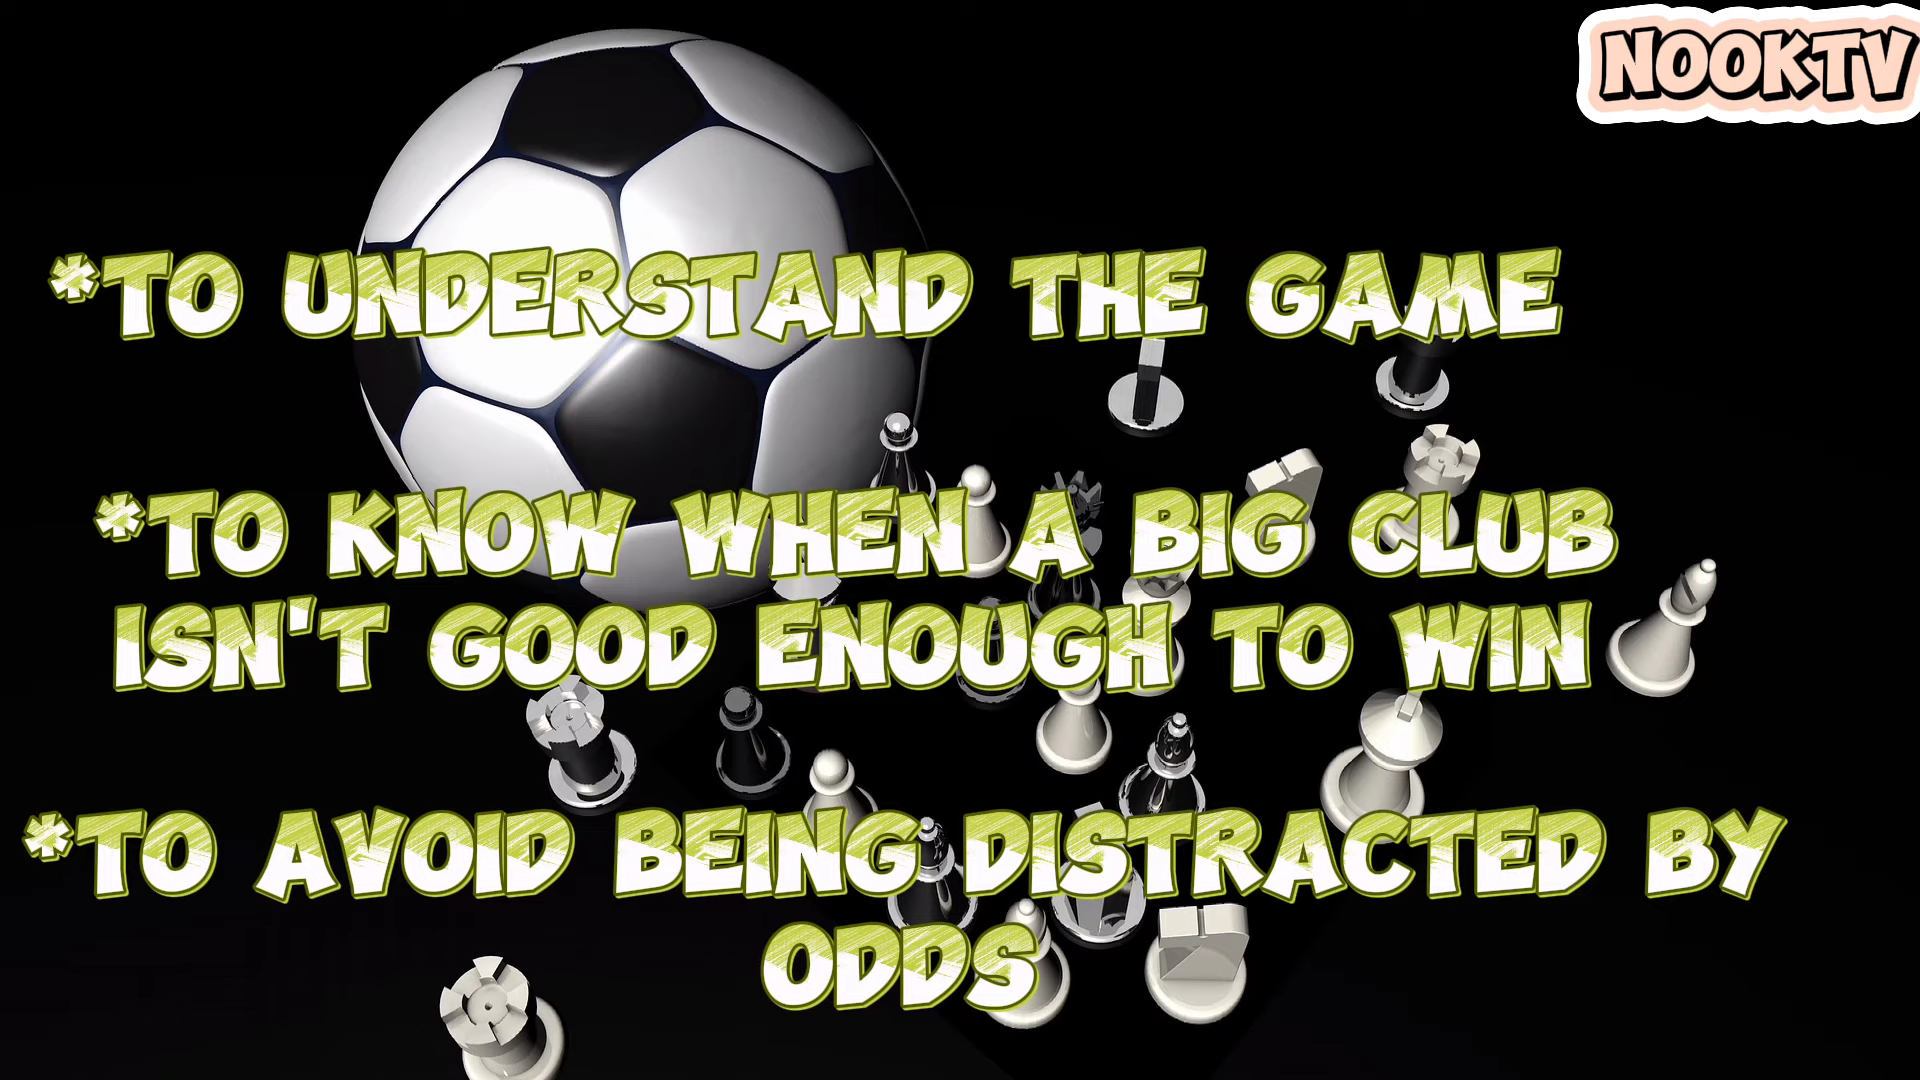 NOOKTV
*TO UNDERSTAND THE GAME
*TO KNOW WHEN A BIG CLUB
ISN'T GOOD ENOUGH TO WIN
*TO AVOID BEING DISTRACTED BY
ODDS